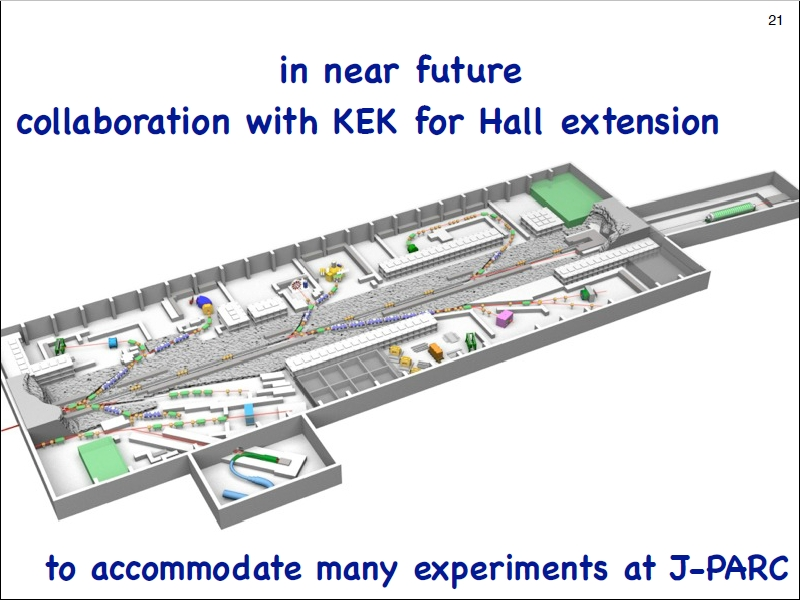 21
in near future
collaboration with KEK for Hall extension
to accommodate many experiments at J-PARC